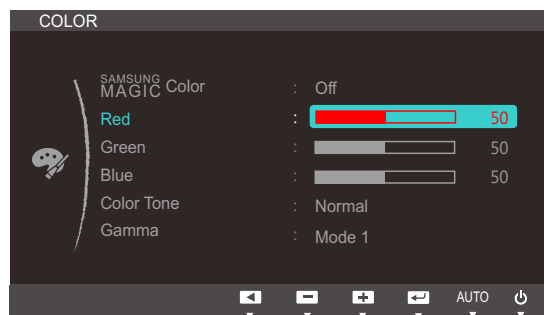 COLOR
SAMSUNG MAGIC Color : Off
Red : 50
Green : 50
Blue : 50
Color Tone : Normal
Gamma : Mode 1
AUTO